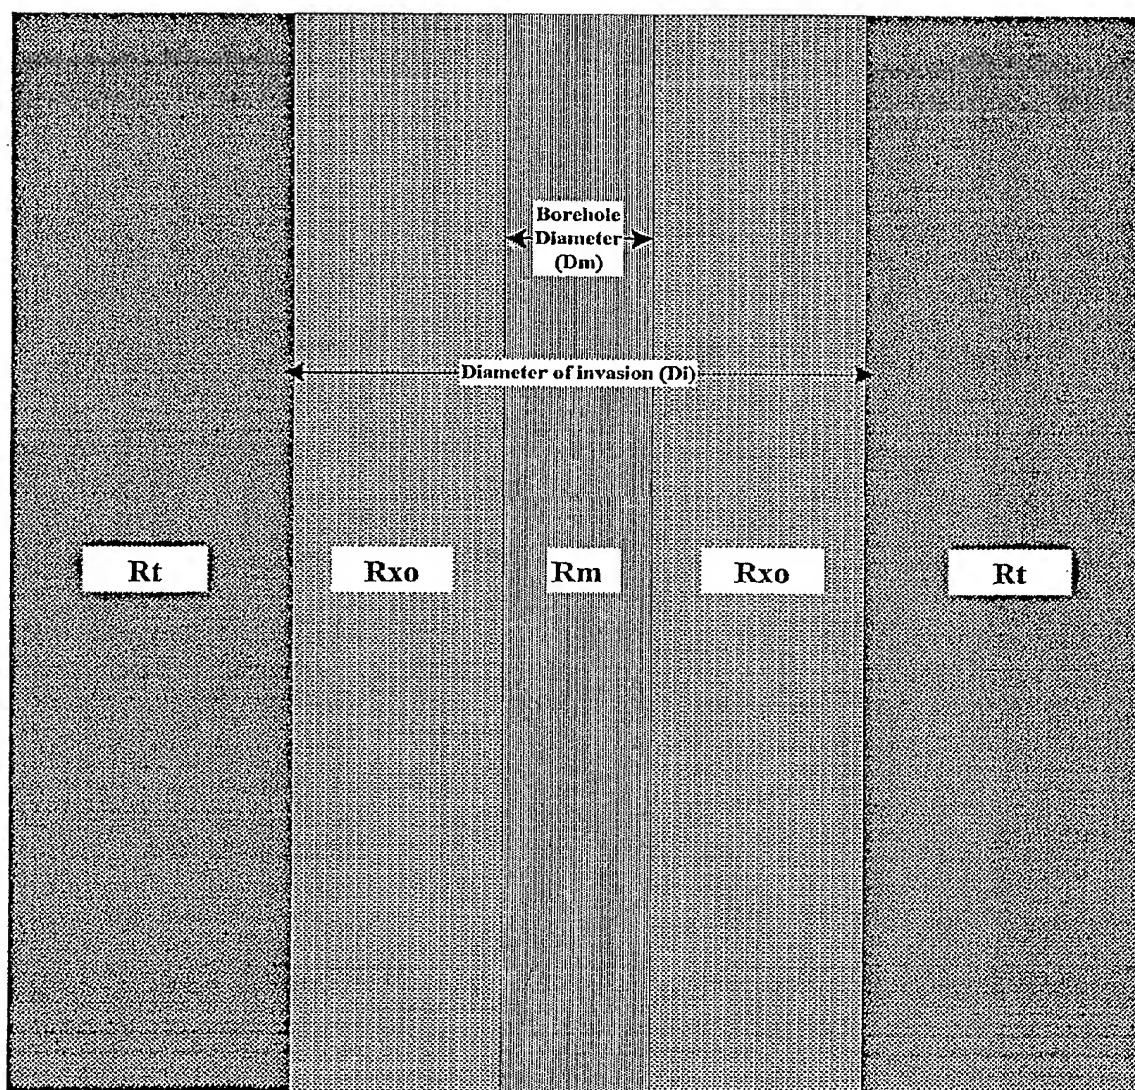 Borehole
Diameter
(Dm)
Diameter of invasion (Di)
Rt
Rxo
Rm
Rxo
Rt